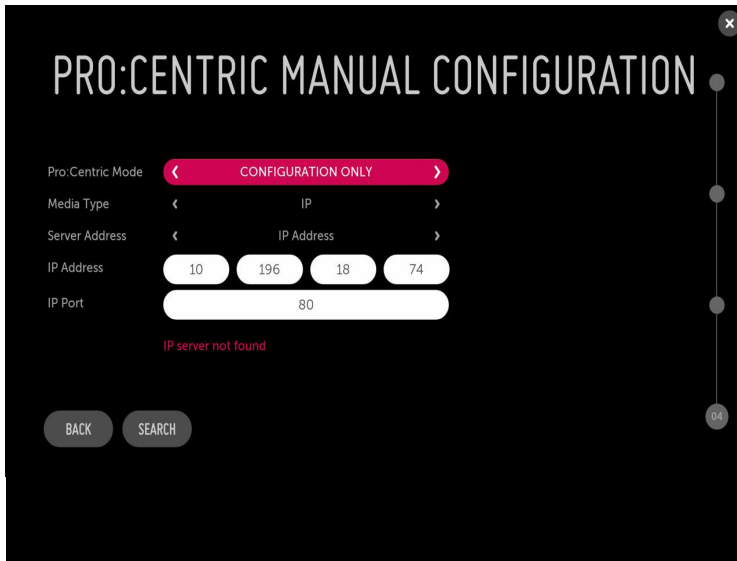 PRO:CENTRIC MANUAL CONFIGURATION
Pro:Centric Mode CONFIGURATION ONLY
Media Type IP
Server Address IP Address
IP Address 10 196 18 74
IP Port 80
IP server not found
04
BACK SEARCH